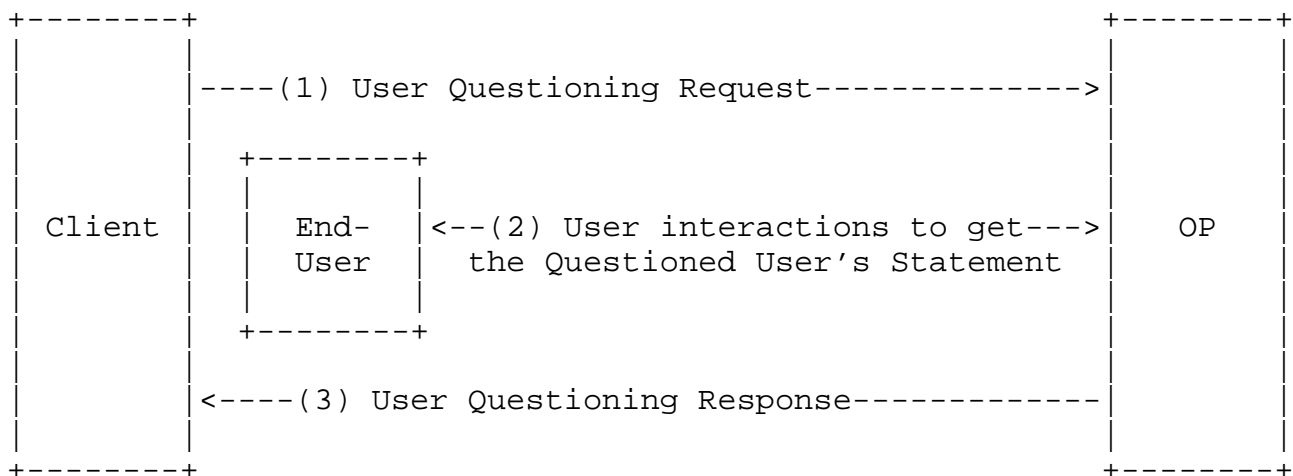 ----(1) User Questioning Request-------------->
Client
End-
User
<--(2) User interactions to get--->
the Questioned User’s Statement
OP
<----(3) User Questioning Response-------------